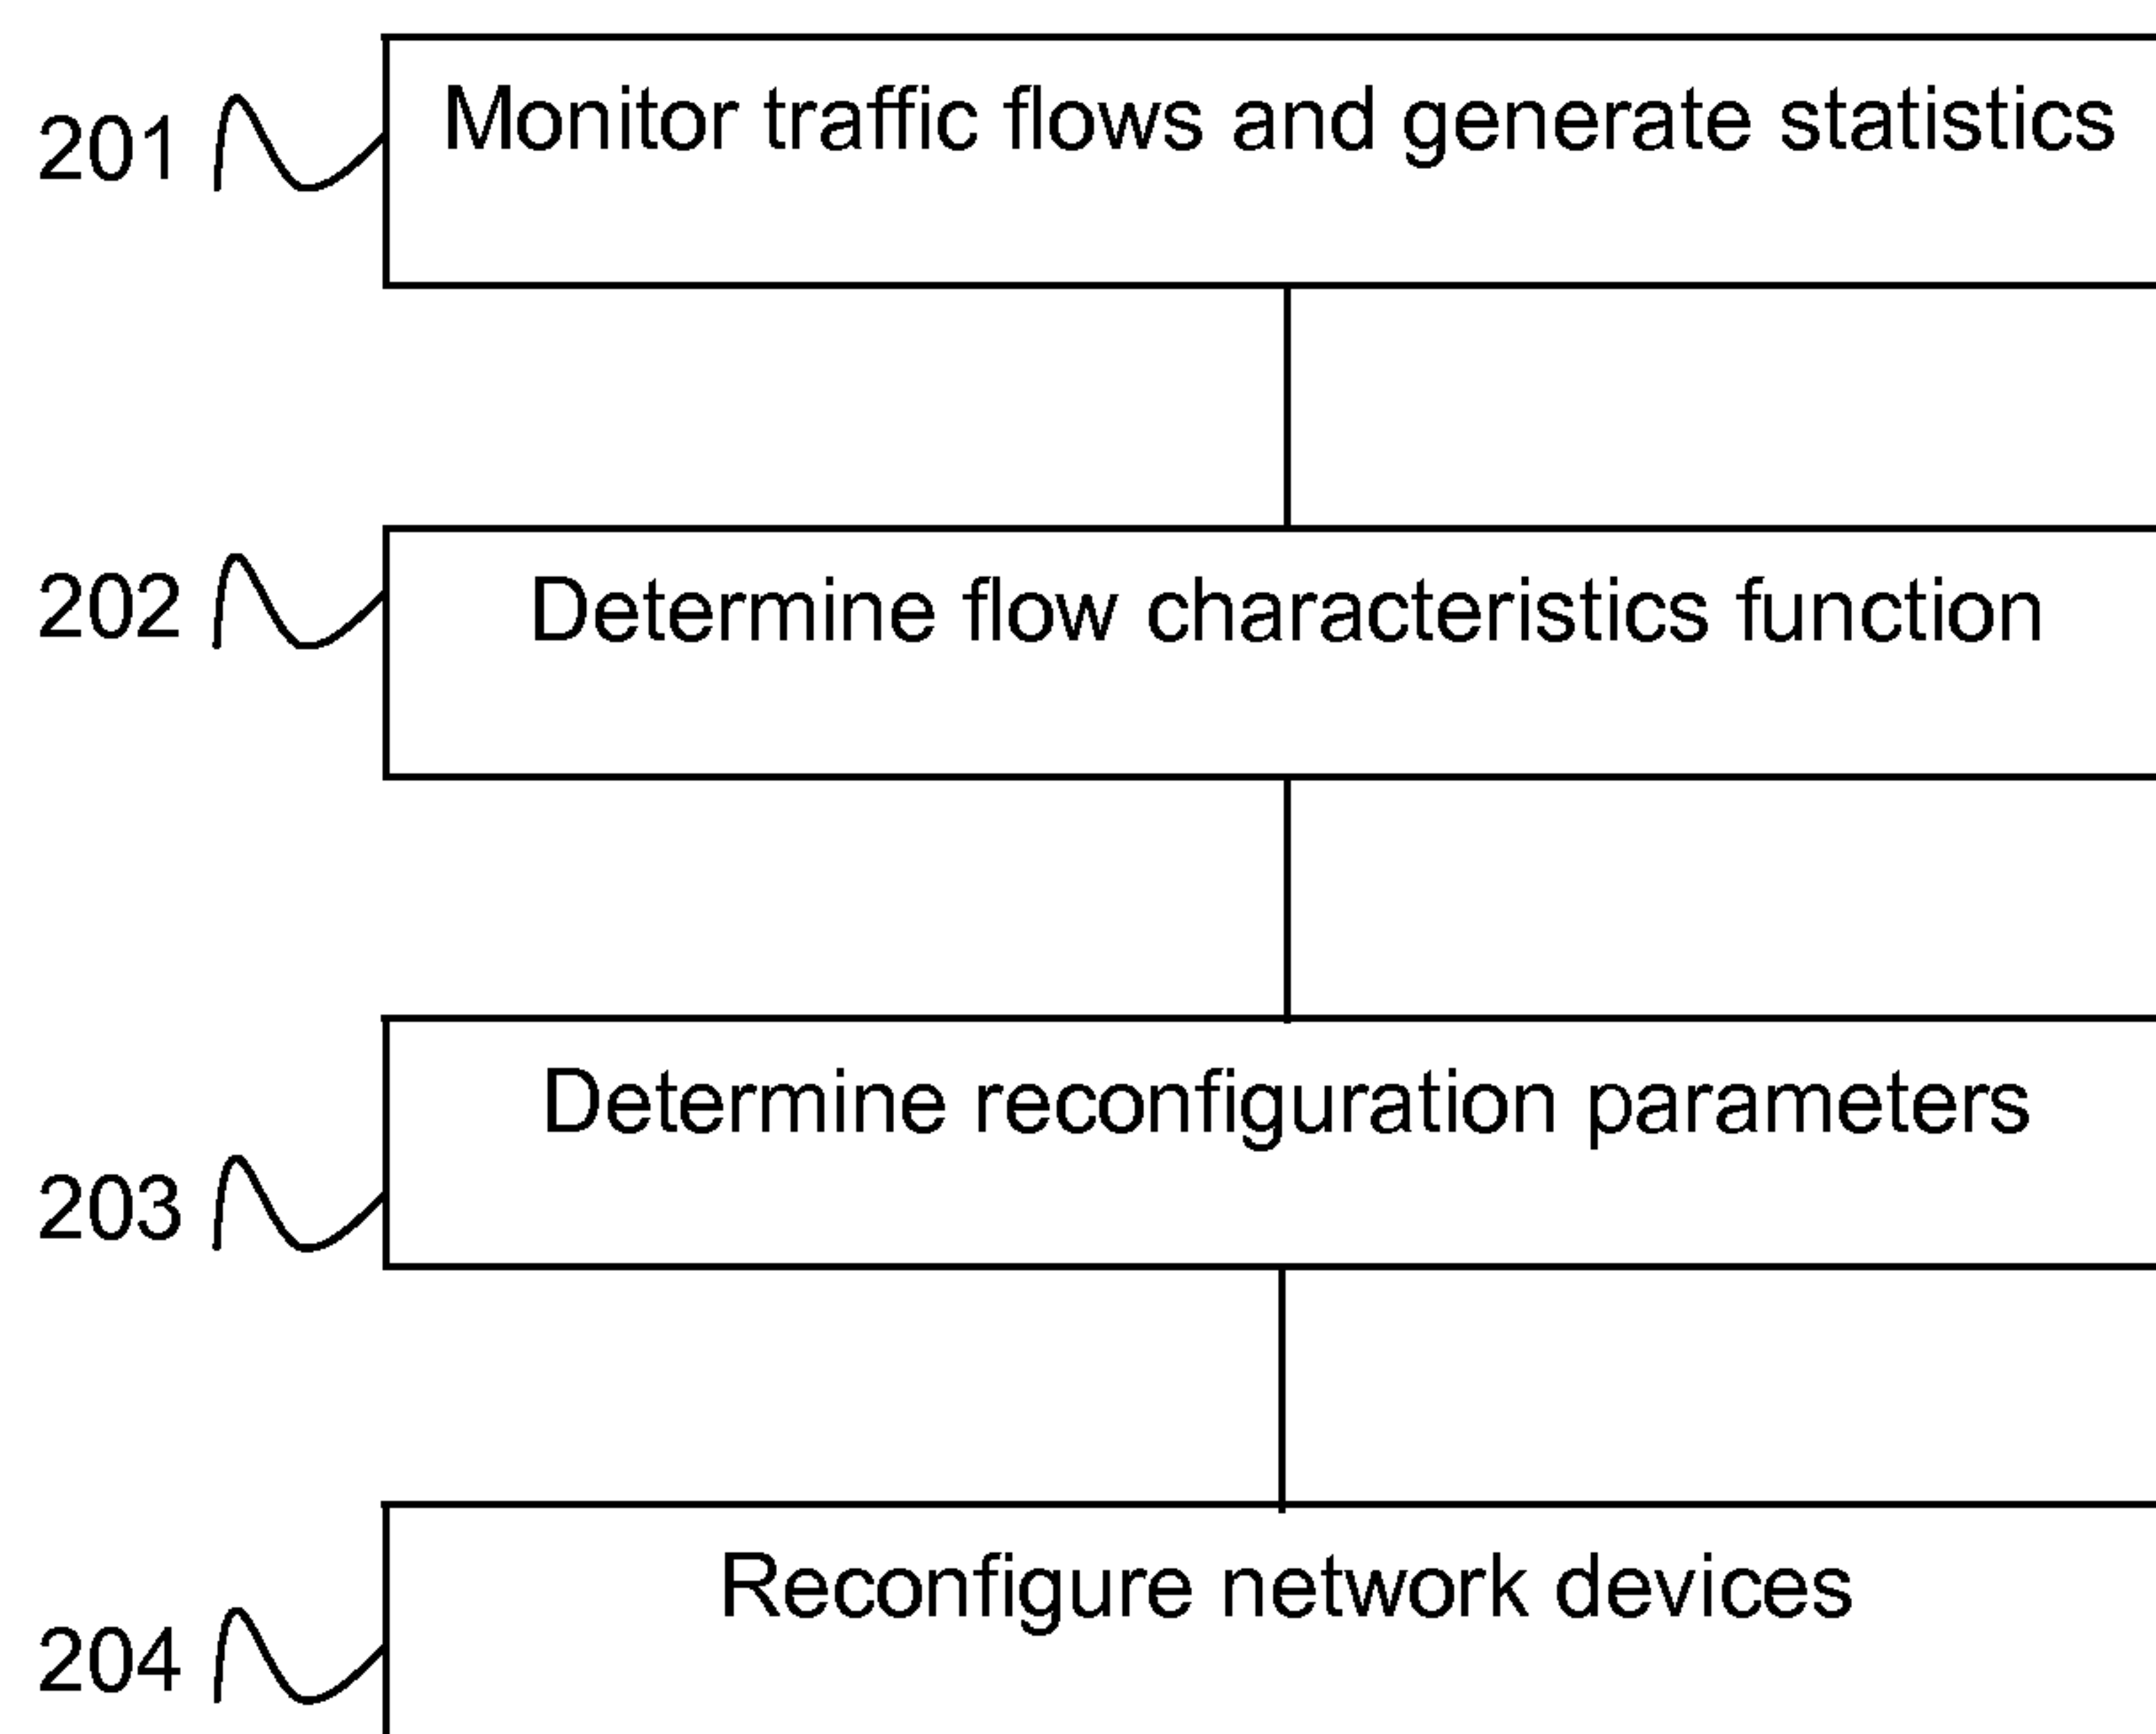 201 Monitor traffic flows and generate statistics
202 Determine flow characteristics function
203 Determine reconfiguration parameters
204 Reconfigure network devices